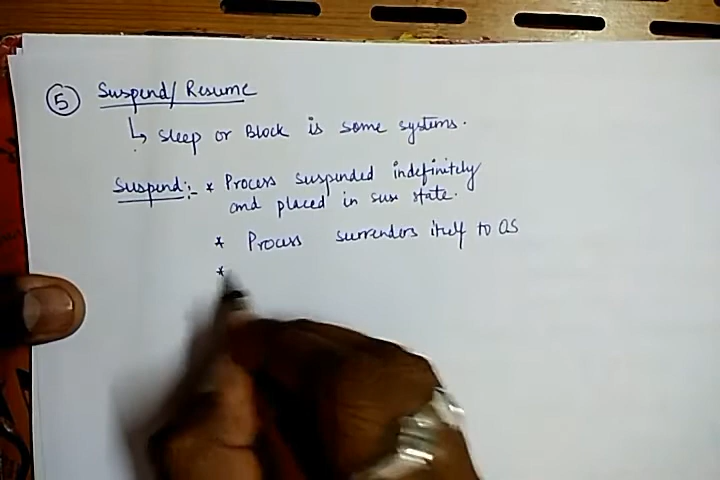 5 Suspend/Resume
↳ Sleep or Block is some systems.
Suspend:- * Process suspended indefinitely
and placed in sus state.
* Process surrenders itself to OS
*